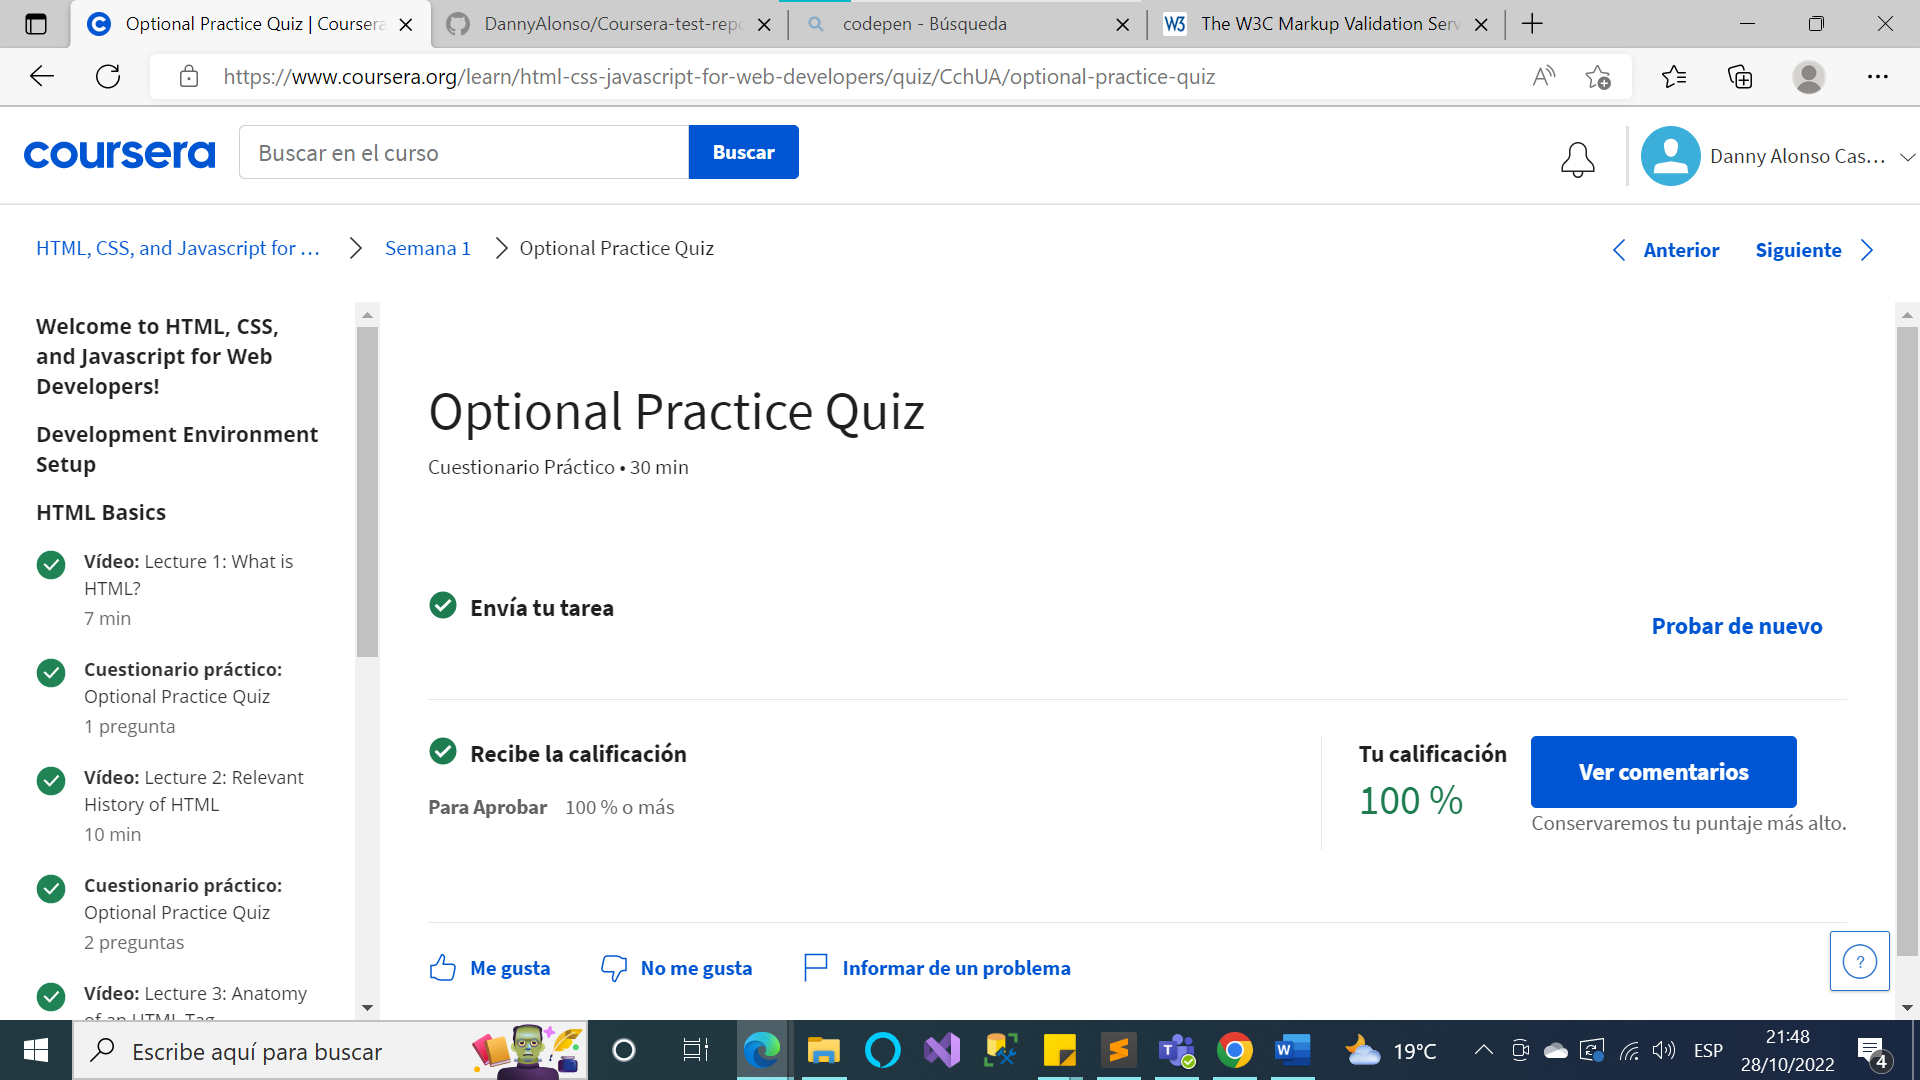 Optional Practice Quiz | Coursera
DannyAlonso/Coursera-test-repo
codepen - Búsqueda
The W3C Markup Validation Serv
https://www.coursera.org/learn/html-css-javascript-for-web-developers/quiz/CchUA/optional-practice-quiz
coursera
Buscar en el curso
Buscar
Danny Alonso Cas...
HTML, CSS, and Javascript for ...
Semana 1
Optional Practice Quiz
Anterior
Siguiente
Welcome to HTML, CSS,
and Javascript for Web
Developers!
Development Environment
Setup
HTML Basics
Vídeo: Lecture 1: What is
HTML?
7 min
Cuestionario práctico:
Optional Practice Quiz
1 pregunta
Vídeo: Lecture 2: Relevant
History of HTML
10 min
Cuestionario práctico:
Optional Practice Quiz
2 preguntas
Vídeo: Lecture 3: Anatomy
of an HTML Tag
Optional Practice Quiz
Cuestionario Práctico • 30 min
Envía tu tarea
Probar de nuevo
Recibe la calificación
Para Aprobar 100 % o más
Tu calificación
100 %
Ver comentarios
Conservaremos tu puntaje más alto.
Me gusta
No me gusta
Informar de un problema
?
Escribe aquí para buscar
19°C
ESP
21:48
28/10/2022
4